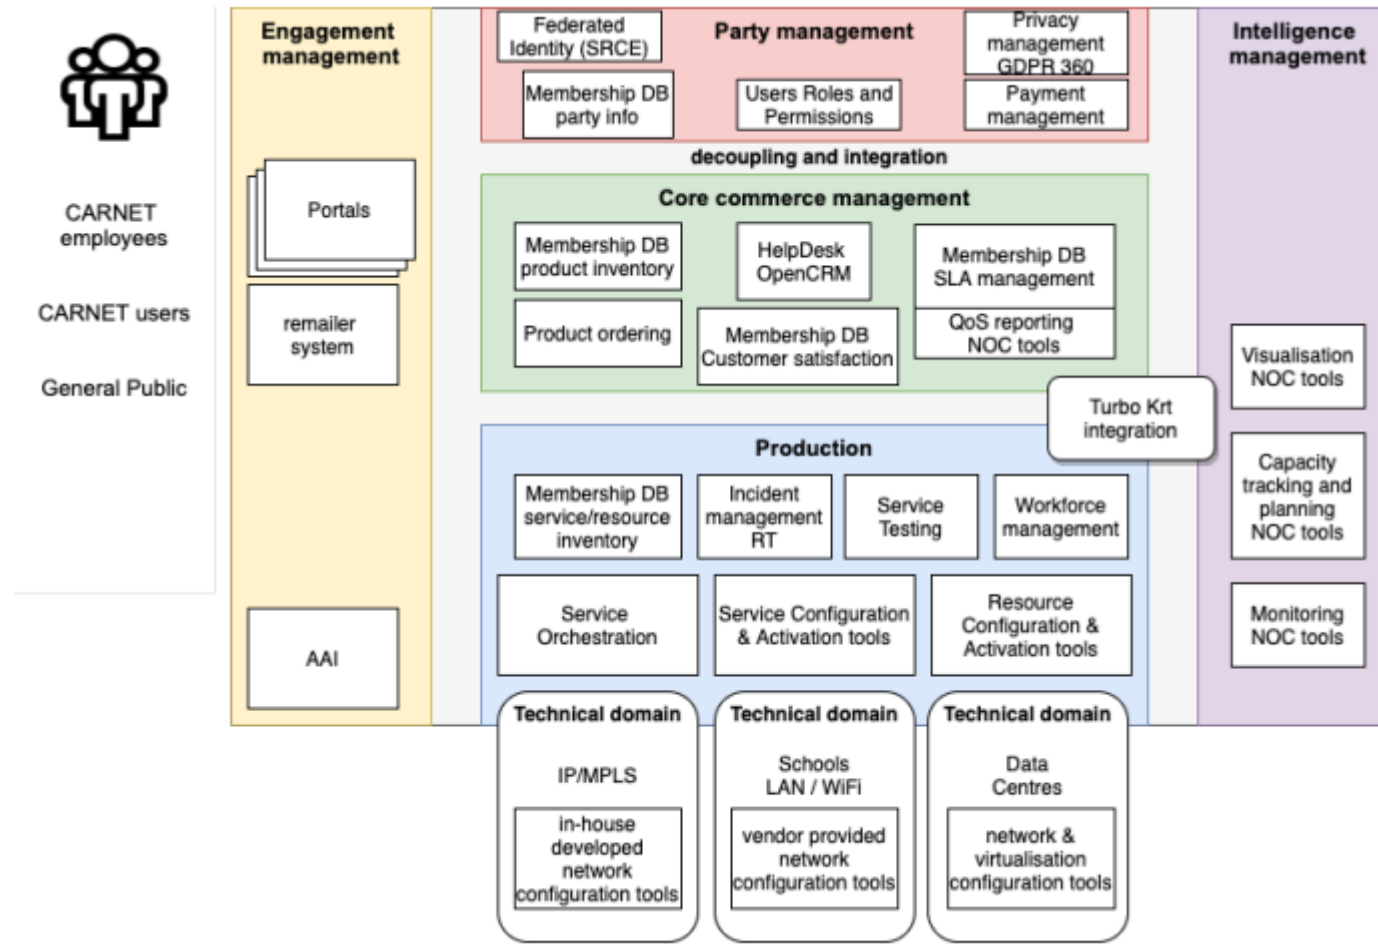 CARNET
employees
CARNET users
General Public
Engagement
management
Portals
remailer
system
AAI
Party management
Federated
Identity (SRCE)
Membership DB
party info
Users Roles and
Permissions
Privacy
management
GDPR 360
Payment
management
decoupling and integration
Core commerce management
Membership DB
product inventory
HelpDesk
OpenCRM
Membership DB
SLA management
Product ordering
Membership DB
Customer satisfaction
QoS reporting
NOC tools
Turbo Krt
integration
Production
Membership DB
service/resource
inventory
Incident
management
RT
Service
Testing
Workforce
management
Service
Orchestration
Service Configuration
& Activation tools
Resource
Configuration &
Activation tools
Technical domain
IP/MPLS
in-house
developed
network
configuration tools
Technical domain
Schools
LAN / WiFi
vendor provided
network
configuration tools
Technical domain
Data
Centres
network &
virtualisation
configuration tools
Intelligence
management
Visualisation
NOC tools
Capacity
tracking and
planning
NOC tools
Monitoring
NOC tools